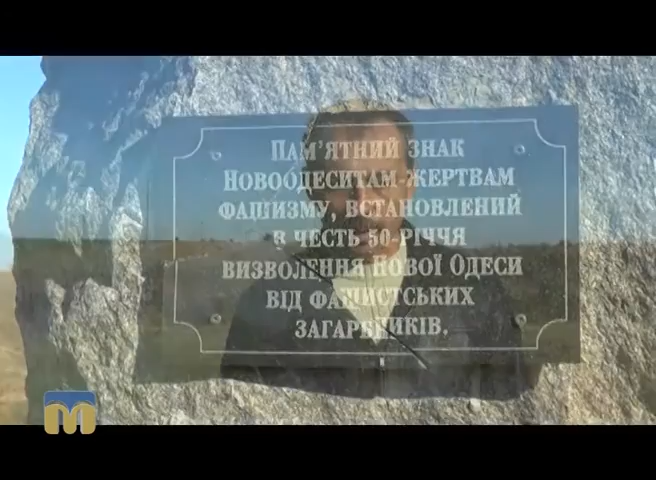 ПАМ'ЯТНИЙ ЗНАК
НОВООДЕСИТАМ-ЖЕРТВАМ
ФАШИЗМУ, ВСТАНОВЛЕНИЙ
В ЧЕСТЬ 50-РІЧЧЯ
ВИЗВОЛЕННЯ НОВОЇ ОДЕСИ
ВІД ФАШИСТСЬКИХ
ЗАГАРБНИКІВ.
М